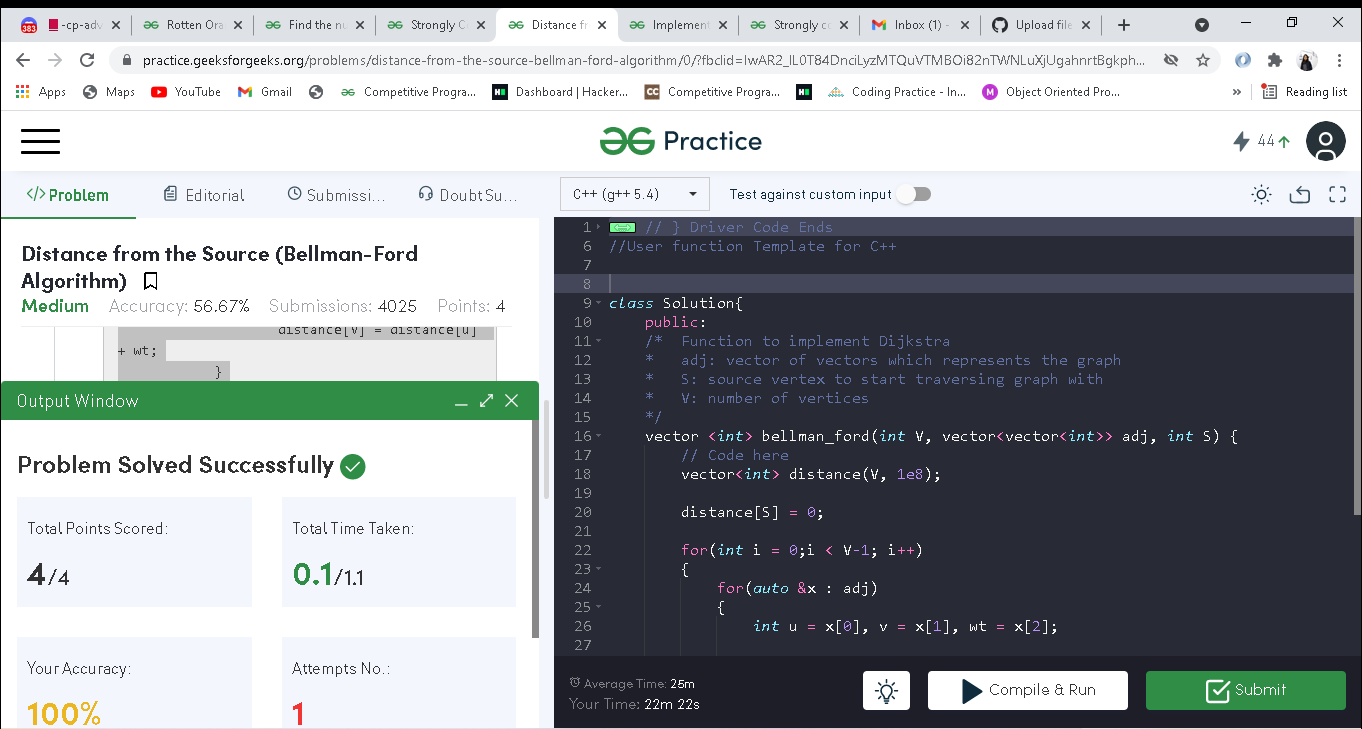 383 -cp-adv
Rotten Ora
Find the nu
Strongly C
Distance fr
Implement
Strongly co
Inbox (1) -
Upload file
practice.geeksforgeeks.org/problems/distance-from-the-source-bellman-ford-algorithm/0/?fbclid=IwAR2_IL0T84DnciLyzMTQuVTMBOi82nTWNLuXjUgahnrtBgkph...
Apps Maps YouTube Gmail Competitive Progra... Dashboard | Hacker... Competitive Progra... Coding Practice - In... Object Oriented Pro... » Reading list
Practice
44
</> Problem Editorial Submissi... Doubt Su...
C++ (g++ 5.4) Test against custom input
Distance from the Source (Bellman-Ford
Algorithm)
Medium Accuracy: 56.67% Submissions: 4025 Points: 4
distance[v] = distance[u]
+ wt;
}
Output Window
Problem Solved Successfully
Total Points Scored:
4/4
Total Time Taken:
0.1/1.1
Your Accuracy:
100%
Attempts No.:
1
1 // } Driver Code Ends
6 //User function Template for C++
7
8
9 class Solution{
10 public:
11 /* Function to implement Dijkstra
12 * adj: vector of vectors which represents the graph
13 * S: source vertex to start traversing graph with
14 * V: number of vertices
15 */
16 vector <int> bellman_ford(int V, vector<vector<int>> adj, int S) {
17 // Code here
18 vector<int> distance(V, 1e8);
19
20 distance[S] = 0;
21
22 for(int i = 0;i < V-1; i++)
23 {
24 for(auto &x : adj)
25 {
26 int u = x[0], v = x[1], wt = x[2];
27
Average Time: 25m
Your Time: 22m 22s
Compile & Run
Submit